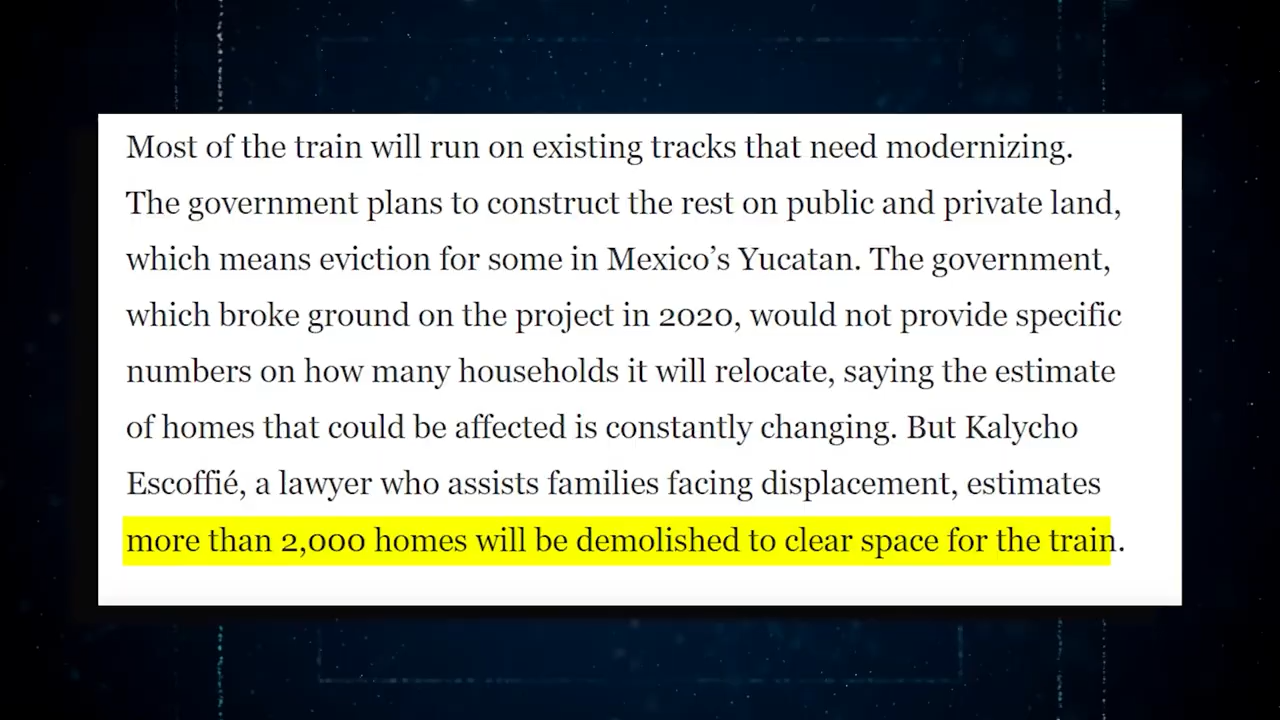 Most of the train will run on existing tracks that need modernizing.
The government plans to construct the rest on public and private land,
which means eviction for some in Mexico’s Yucatan. The government,
which broke ground on the project in 2020, would not provide specific
numbers on how many households it will relocate, saying the estimate
of homes that could be affected is constantly changing. But Kalycho
Escoffié, a lawyer who assists families facing displacement, estimates
more than 2,000 homes will be demolished to clear space for the train.